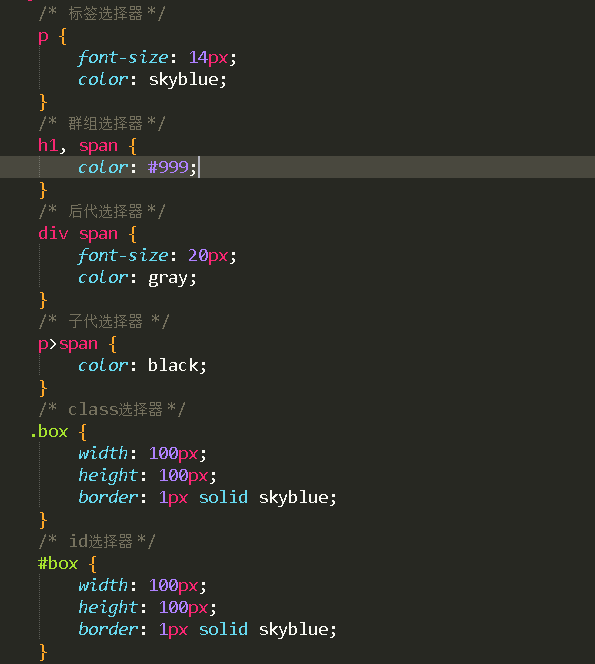 /* 标签选择器 */
p {
font-size: 14px;
color: skyblue;
}
/* 群组选择器 */
h1, span {
color: #999;
}
/* 后代选择器 */
div span {
font-size: 20px;
color: gray;
}
/* 子代选择器 */
p>span {
color: black;
}
/* class选择器 */
.box {
width: 100px;
height: 100px;
border: 1px solid skyblue;
}
/* id选择器 */
#box {
width: 100px;
height: 100px;
border: 1px solid skyblue;
}